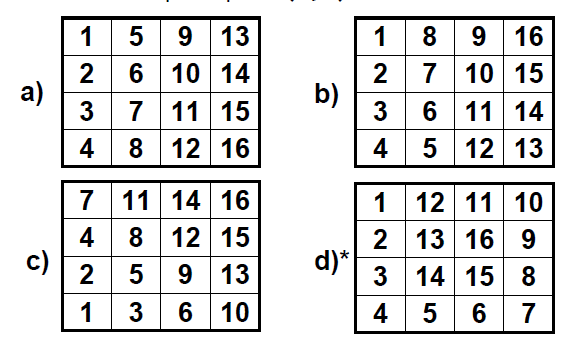 a)
1 5 9 13
2 6 10 14
3 7 11 15
4 8 12 16
b)
1 8 9 16
2 7 10 15
3 6 11 14
4 5 12 13
c)
7 11 14 16
4 8 12 15
2 5 9 13
1 3 6 10
d)*
1 12 11 10
2 13 16 9
3 14 15 8
4 5 6 7